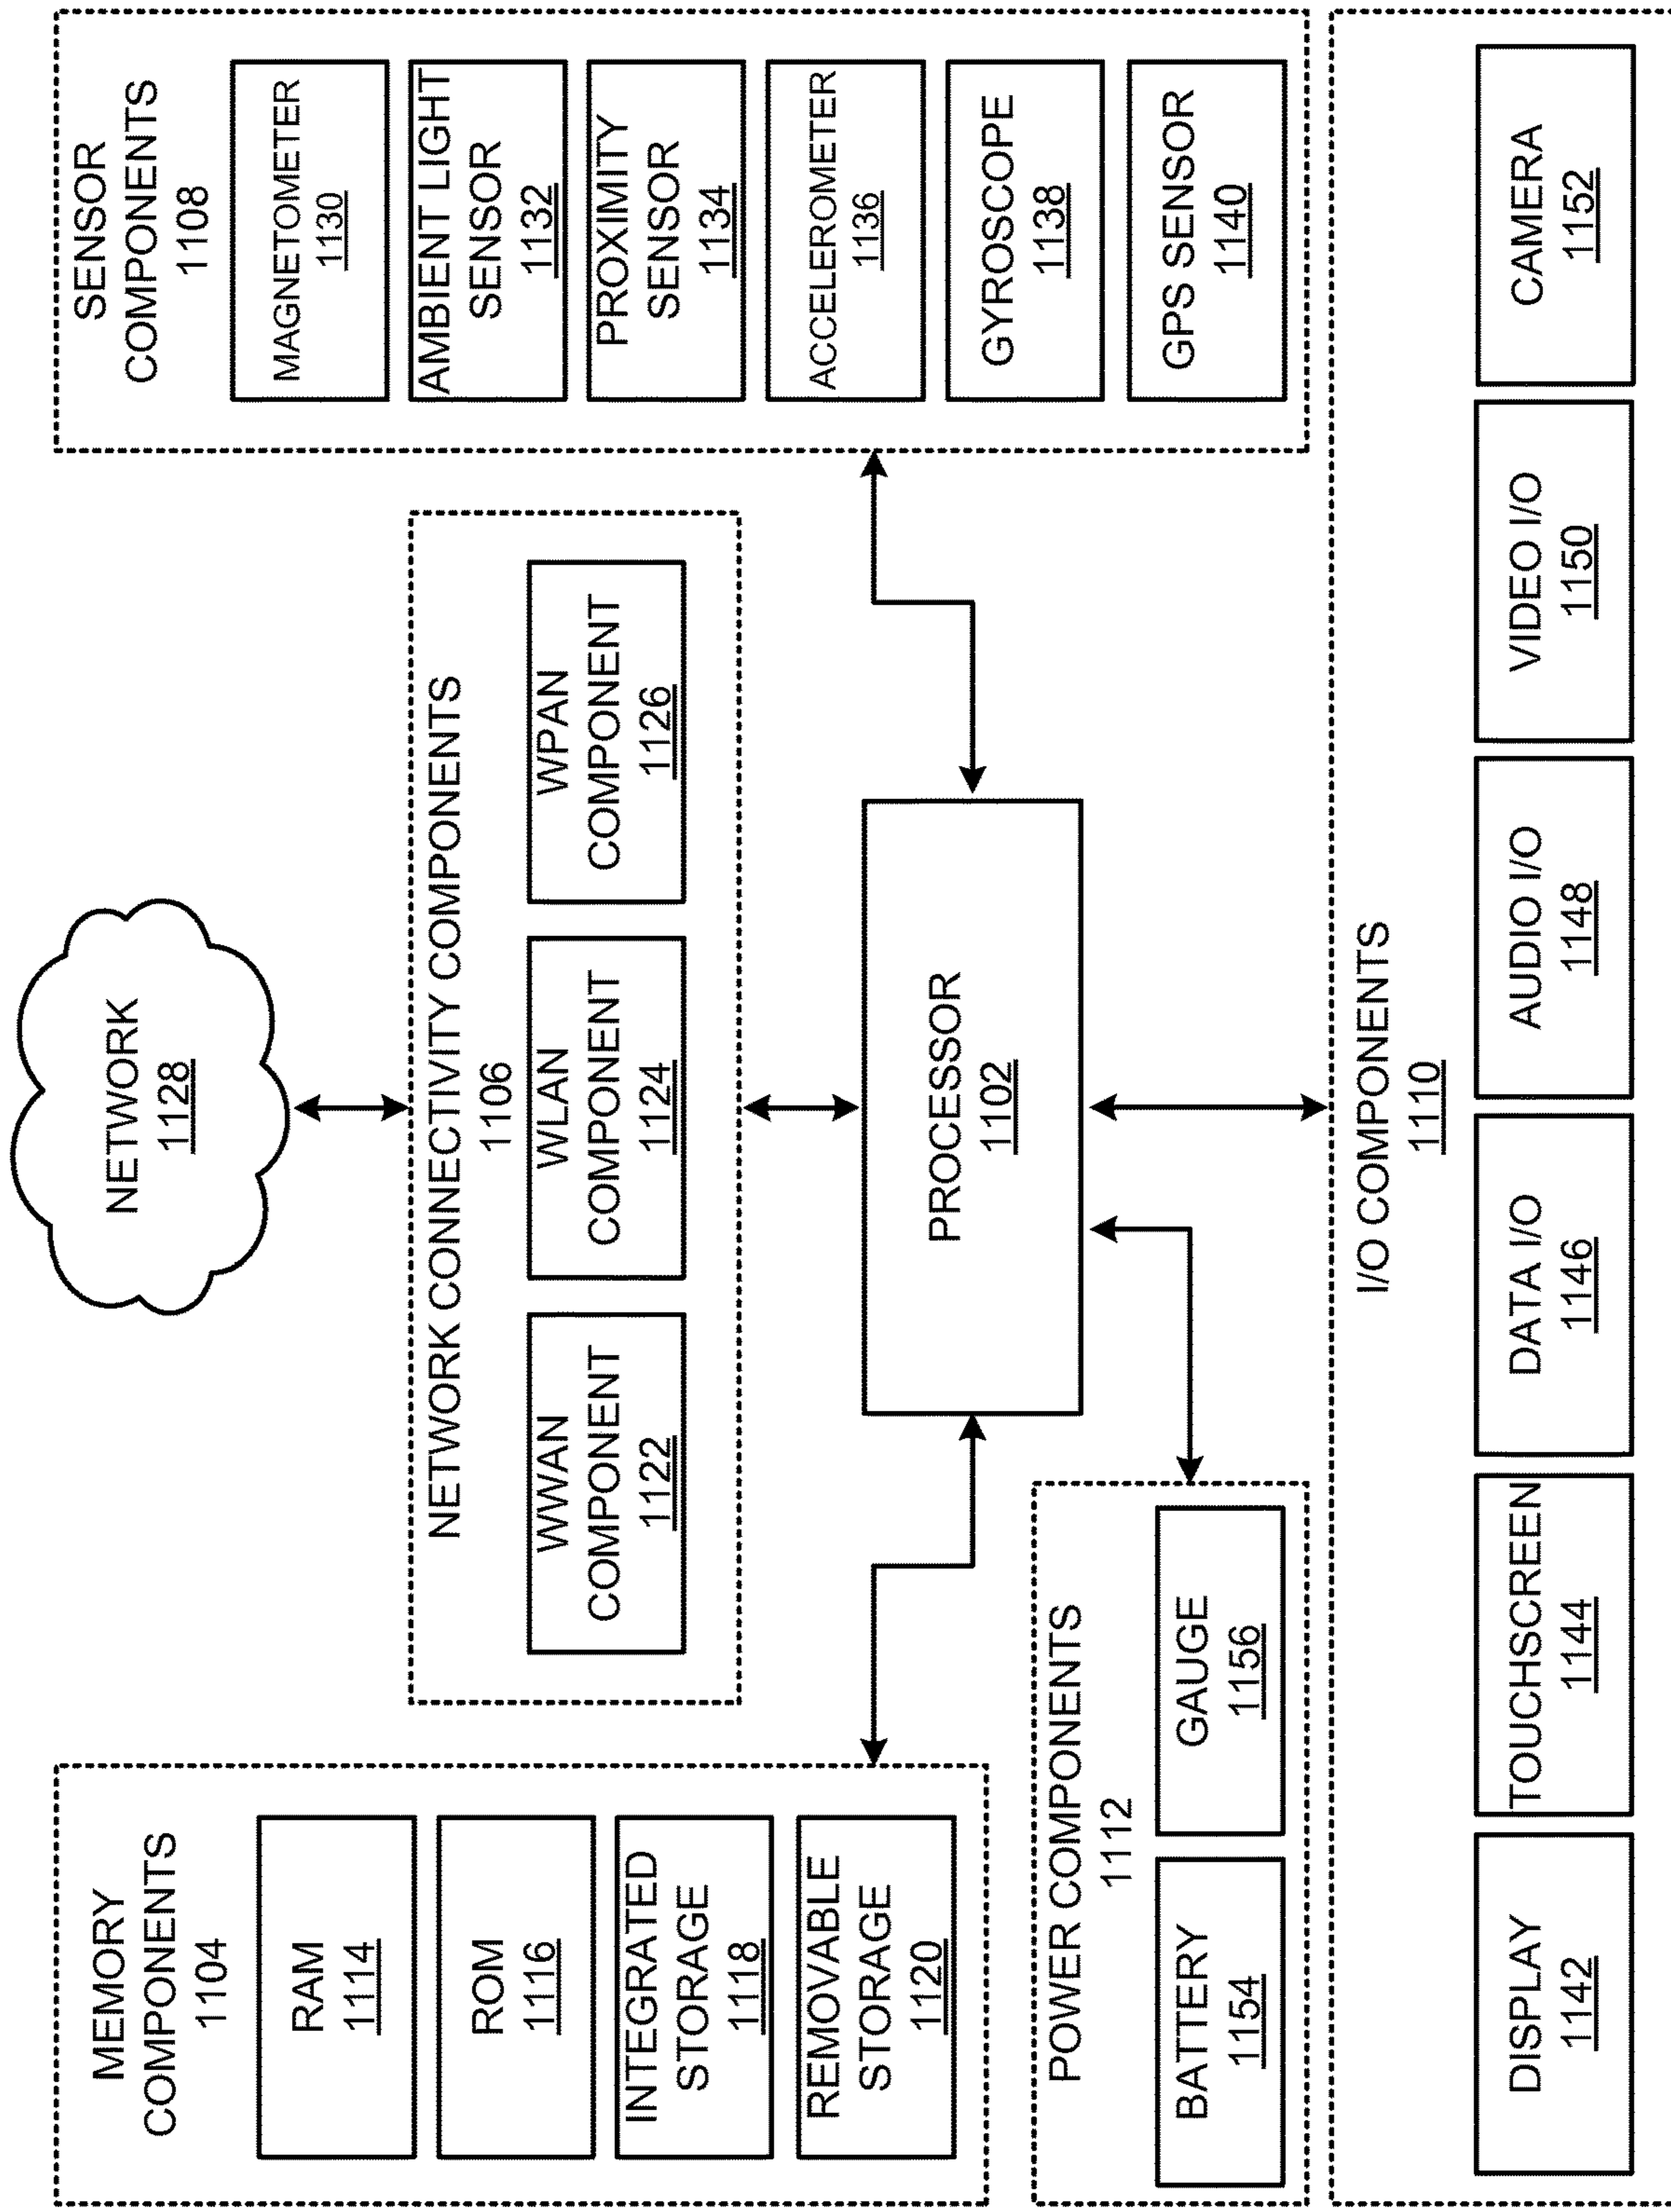 NETWORK
1128
MEMORY
COMPONENTS
1104
RAM
1114
ROM
1116
INTEGRATED
STORAGE
1118
REMOVABLE
STORAGE
1120
NETWORK CONNECTIVITY COMPONENTS
1106
WWAN
COMPONENT
1122
WLAN
COMPONENT
1124
WPAN
COMPONENT
1126
SENSOR
COMPONENTS
1108
MAGNETOMETER
1130
AMBIENT LIGHT
SENSOR
1132
PROXIMITY
SENSOR
1134
ACCELEROMETER
1136
GYROSCOPE
1138
GPS SENSOR
1140
PROCESSOR
1102
POWER COMPONENTS
1112
BATTERY
1154
GAUGE
1156
I/O COMPONENTS
1110
DISPLAY
1142
TOUCHSCREEN
1144
DATA I/O
1146
AUDIO I/O
1148
VIDEO I/O
1150
CAMERA
1152